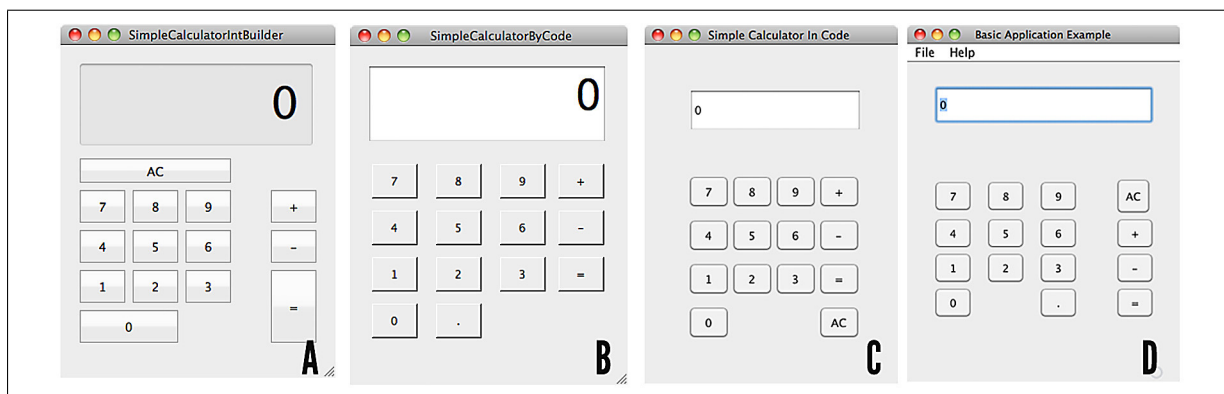 SimpleCalculatorIntBuilder
0
AC
7 8 9 +
4 5 6 -
1 2 3 =
0
A
SimpleCalculatorByCode
0
7 8 9 +
4 5 6 -
1 2 3 =
0 .
B
Simple Calculator In Code
0
7 8 9 +
4 5 6 -
1 2 3 =
0 AC
C
Basic Application Example
File Help
0
7 8 9 AC
4 5 6 +
1 2 3 -
0 . =
D